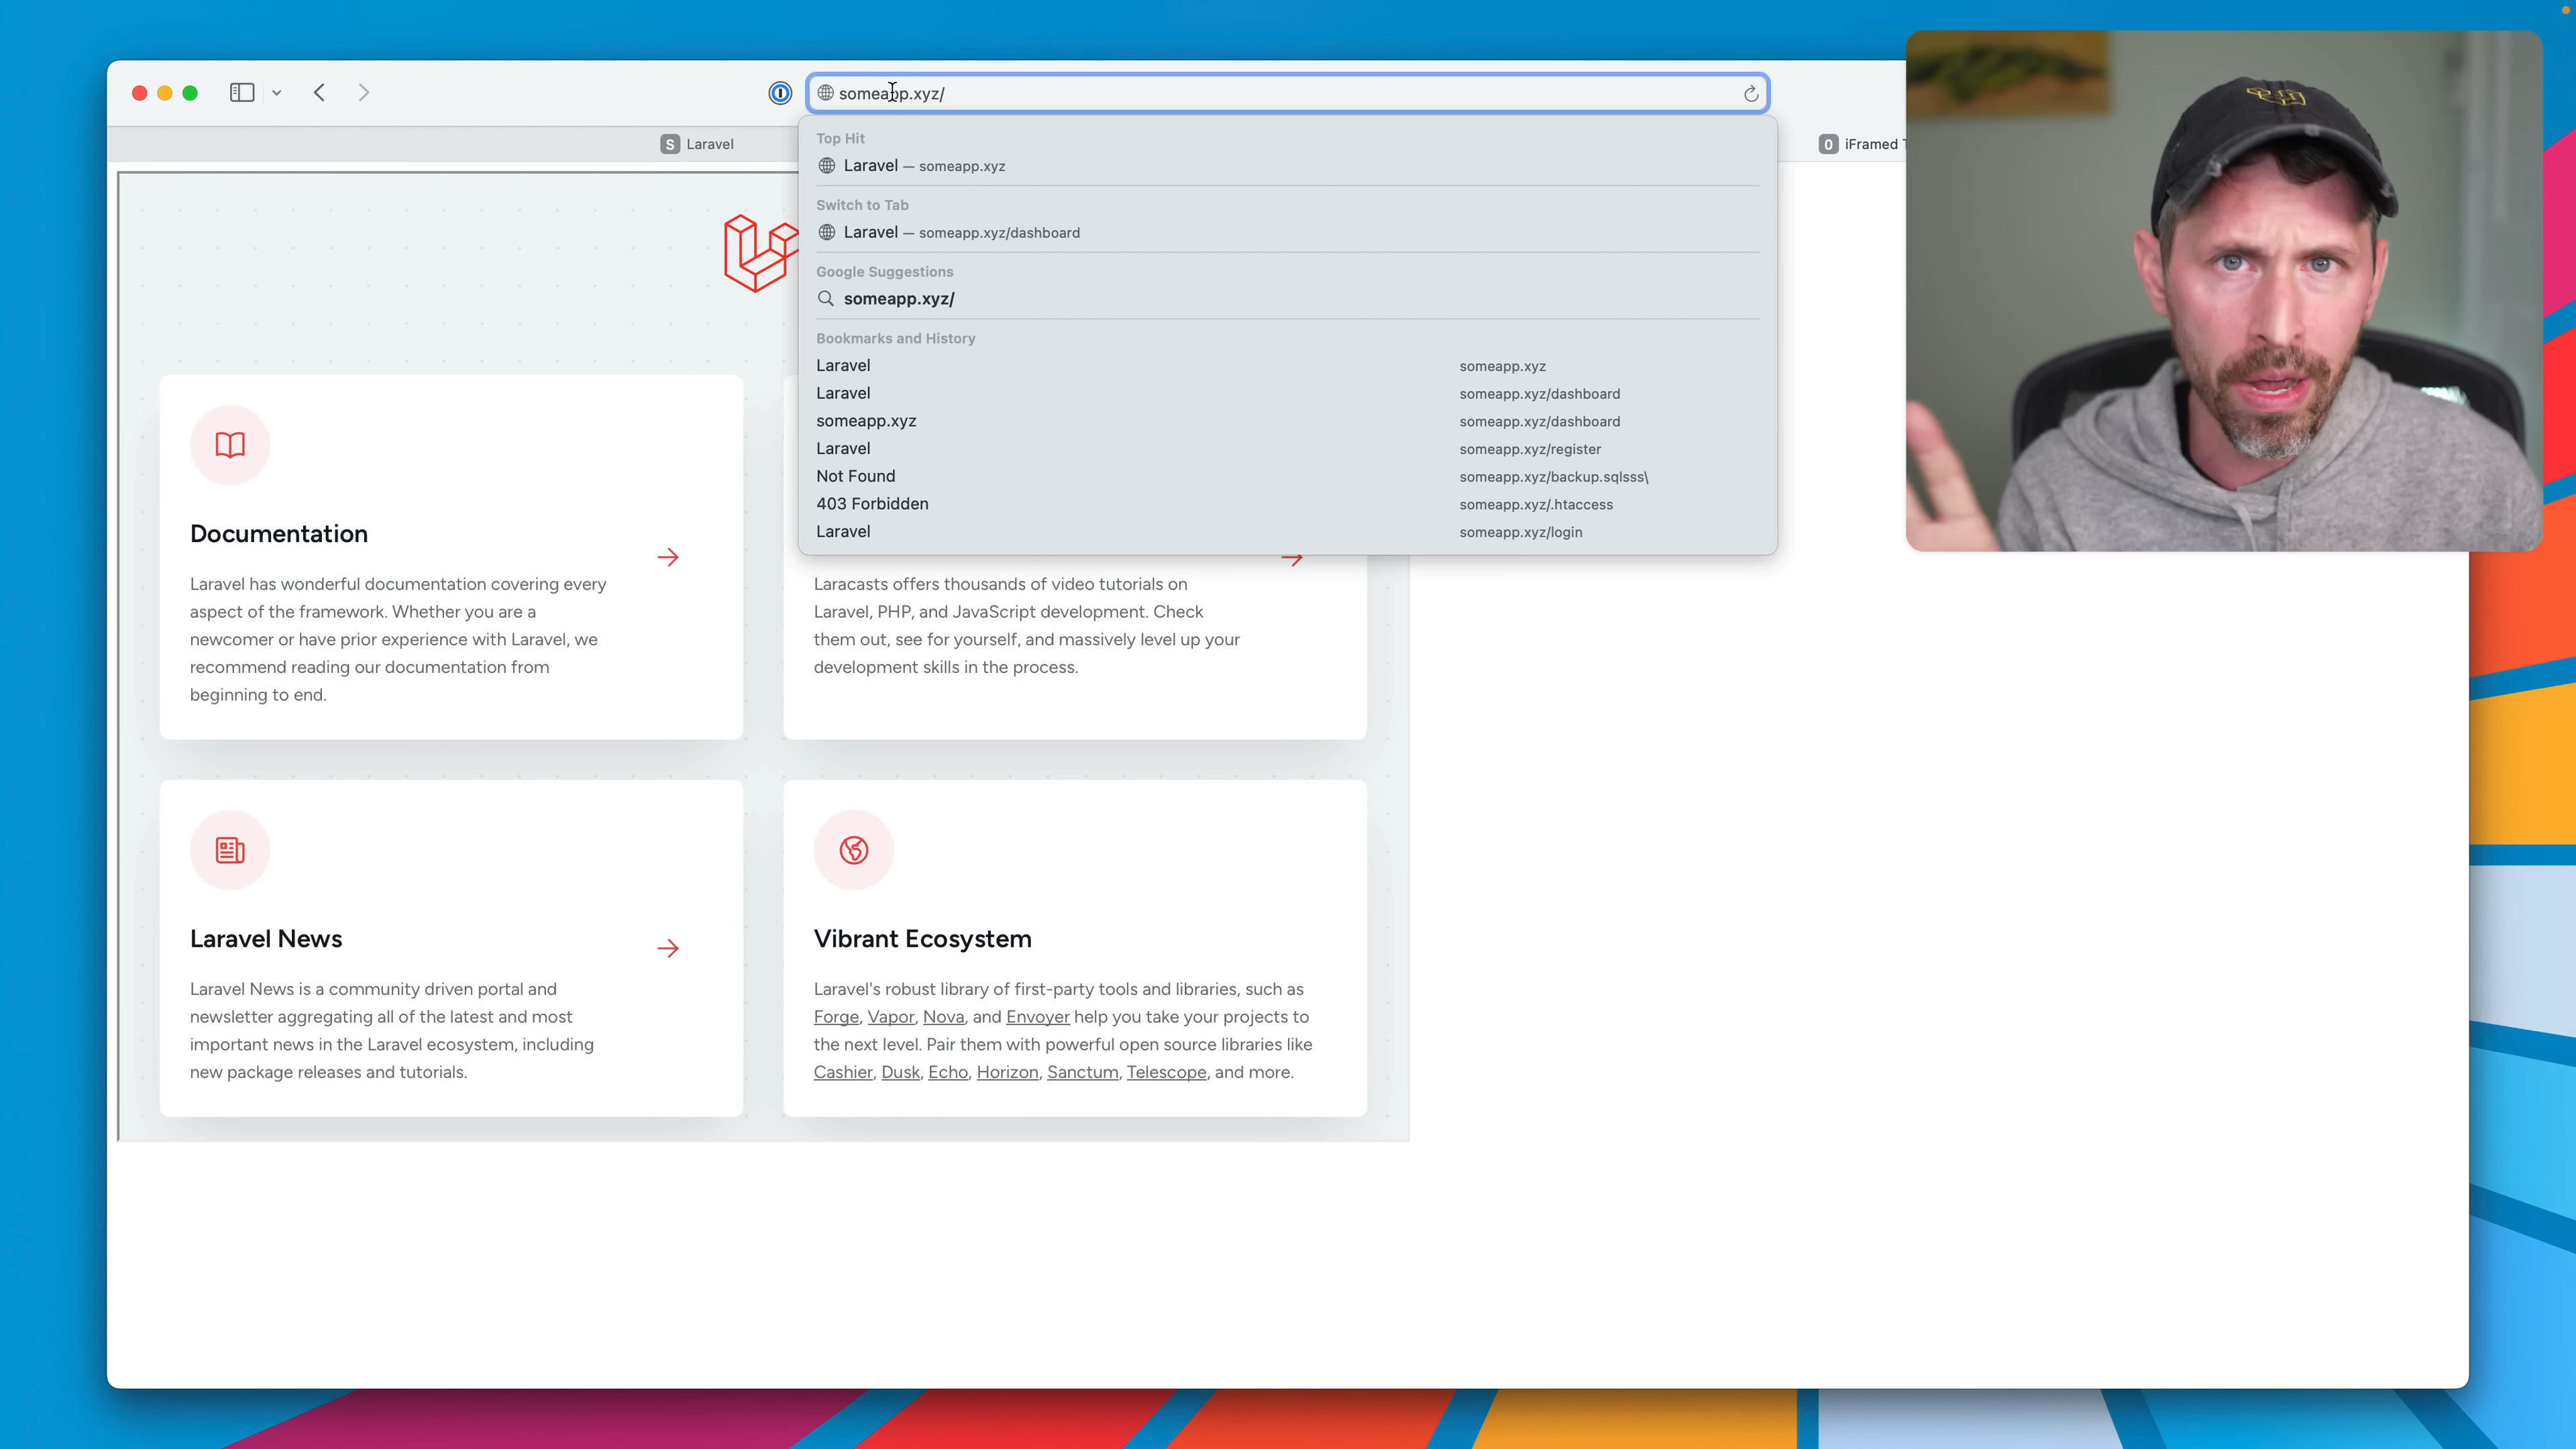 someapp.xyz/
S Laravel
0 iFramed
Top Hit
Laravel — someapp.xyz
Switch to Tab
Laravel — someapp.xyz/dashboard
Google Suggestions
someapp.xyz/
Bookmarks and History
Laravel someapp.xyz
Laravel someapp.xyz/dashboard
someapp.xyz someapp.xyz/dashboard
Laravel someapp.xyz/register
Not Found someapp.xyz/backup.sqlsss\
403 Forbidden someapp.xyz/.htaccess
Laravel someapp.xyz/login
Documentation
Laravel has wonderful documentation covering every
aspect of the framework. Whether you are a
newcomer or have prior experience with Laravel, we
recommend reading our documentation from
beginning to end.
Laracasts offers thousands of video tutorials on
Laravel, PHP, and JavaScript development. Check
them out, see for yourself, and massively level up your
development skills in the process.
Laravel News
Laravel News is a community driven portal and
newsletter aggregating all of the latest and most
important news in the Laravel ecosystem, including
new package releases and tutorials.
Vibrant Ecosystem
Laravel's robust library of first-party tools and libraries, such as
Forge, Vapor, Nova, and Envoyer help you take your projects to
the next level. Pair them with powerful open source libraries like
Cashier, Dusk, Echo, Horizon, Sanctum, Telescope, and more.